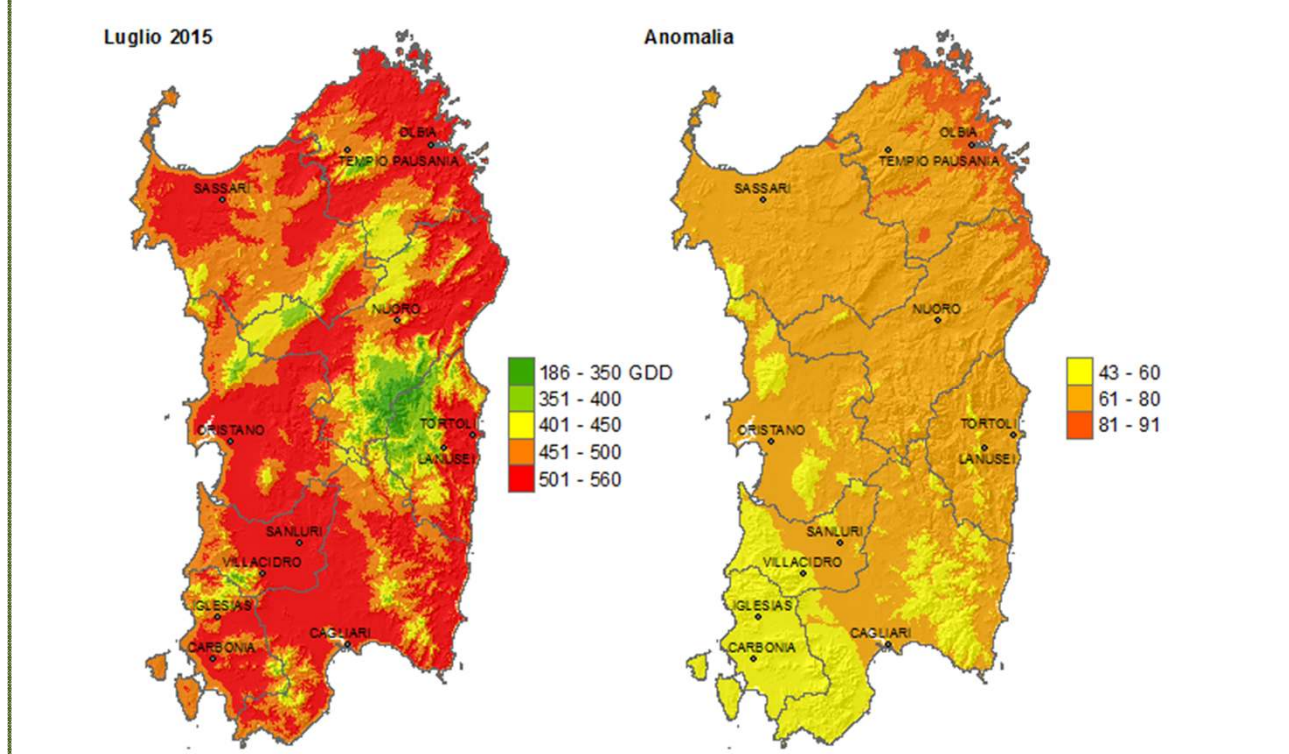 Luglio 2015
OLBIA
TEMPIO PAUSANIA
SASSARI
NUORO
ORISTANO
TORTOLI
LANUSEI
SANLURI
VILLACIDRO
IGLESIAS
CAGLIARI
CARBONIA
186 - 350 GDD
351 - 400
401 - 450
451 - 500
501 - 560
Anomalia
OLBIA
TEMPIO PAUSANIA
SASSARI
NUORO
ORISTANO
TORTOLI
LANUSEI
SANLURI
VILLACIDRO
IGLESIAS
CAGLIARI
CARBONIA
43 - 60
61 - 80
81 - 91